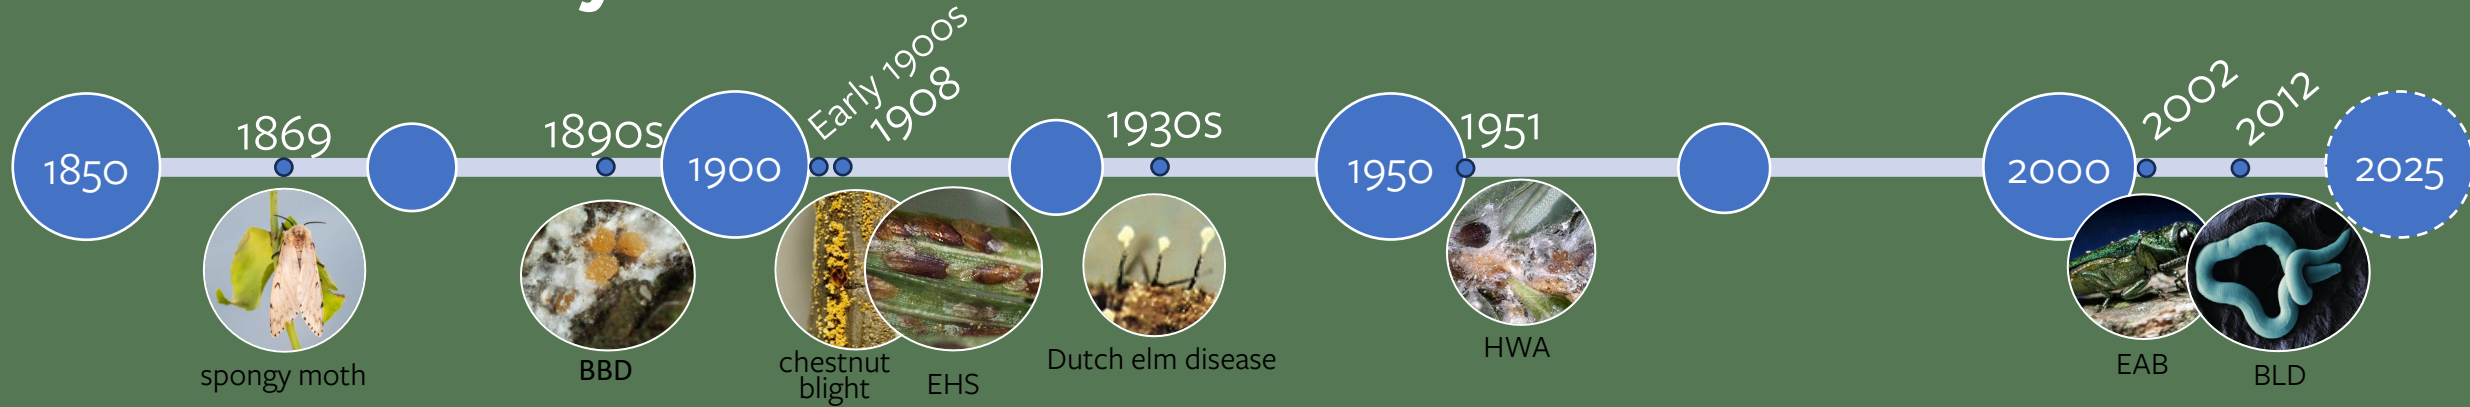 1850
1869
1890s
1900
Early 1900s
1908
1930s
1950
1951
2000
2002
2012
2025
spongy moth
BBD
chestnut
blight
EHS
Dutch elm disease
HWA
EAB
BLD